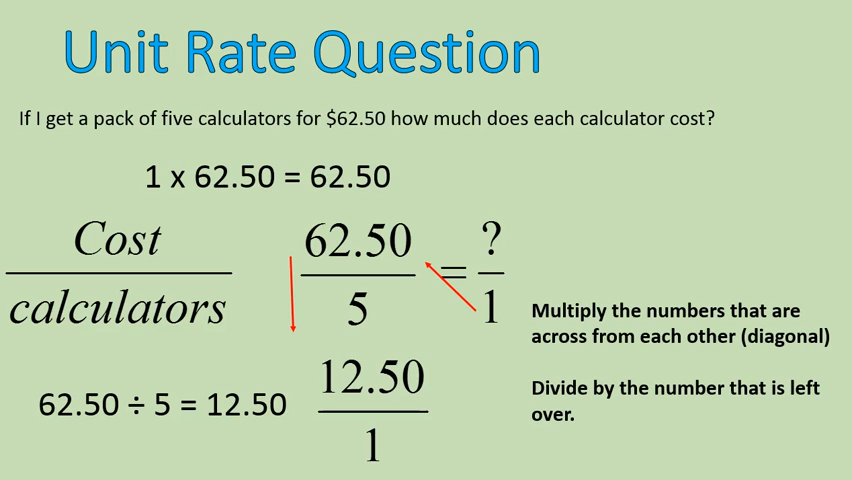 Unit Rate Question
If I get a pack of five calculators for $62.50 how much does each calculator cost?
1 x 62.50 = 62.50
Cost
calculators
62.50
5
=
?
1
Multiply the numbers that are
across from each other (diagonal)
Divide by the number that is left
over.
62.50 ÷ 5 = 12.50
12.50
1